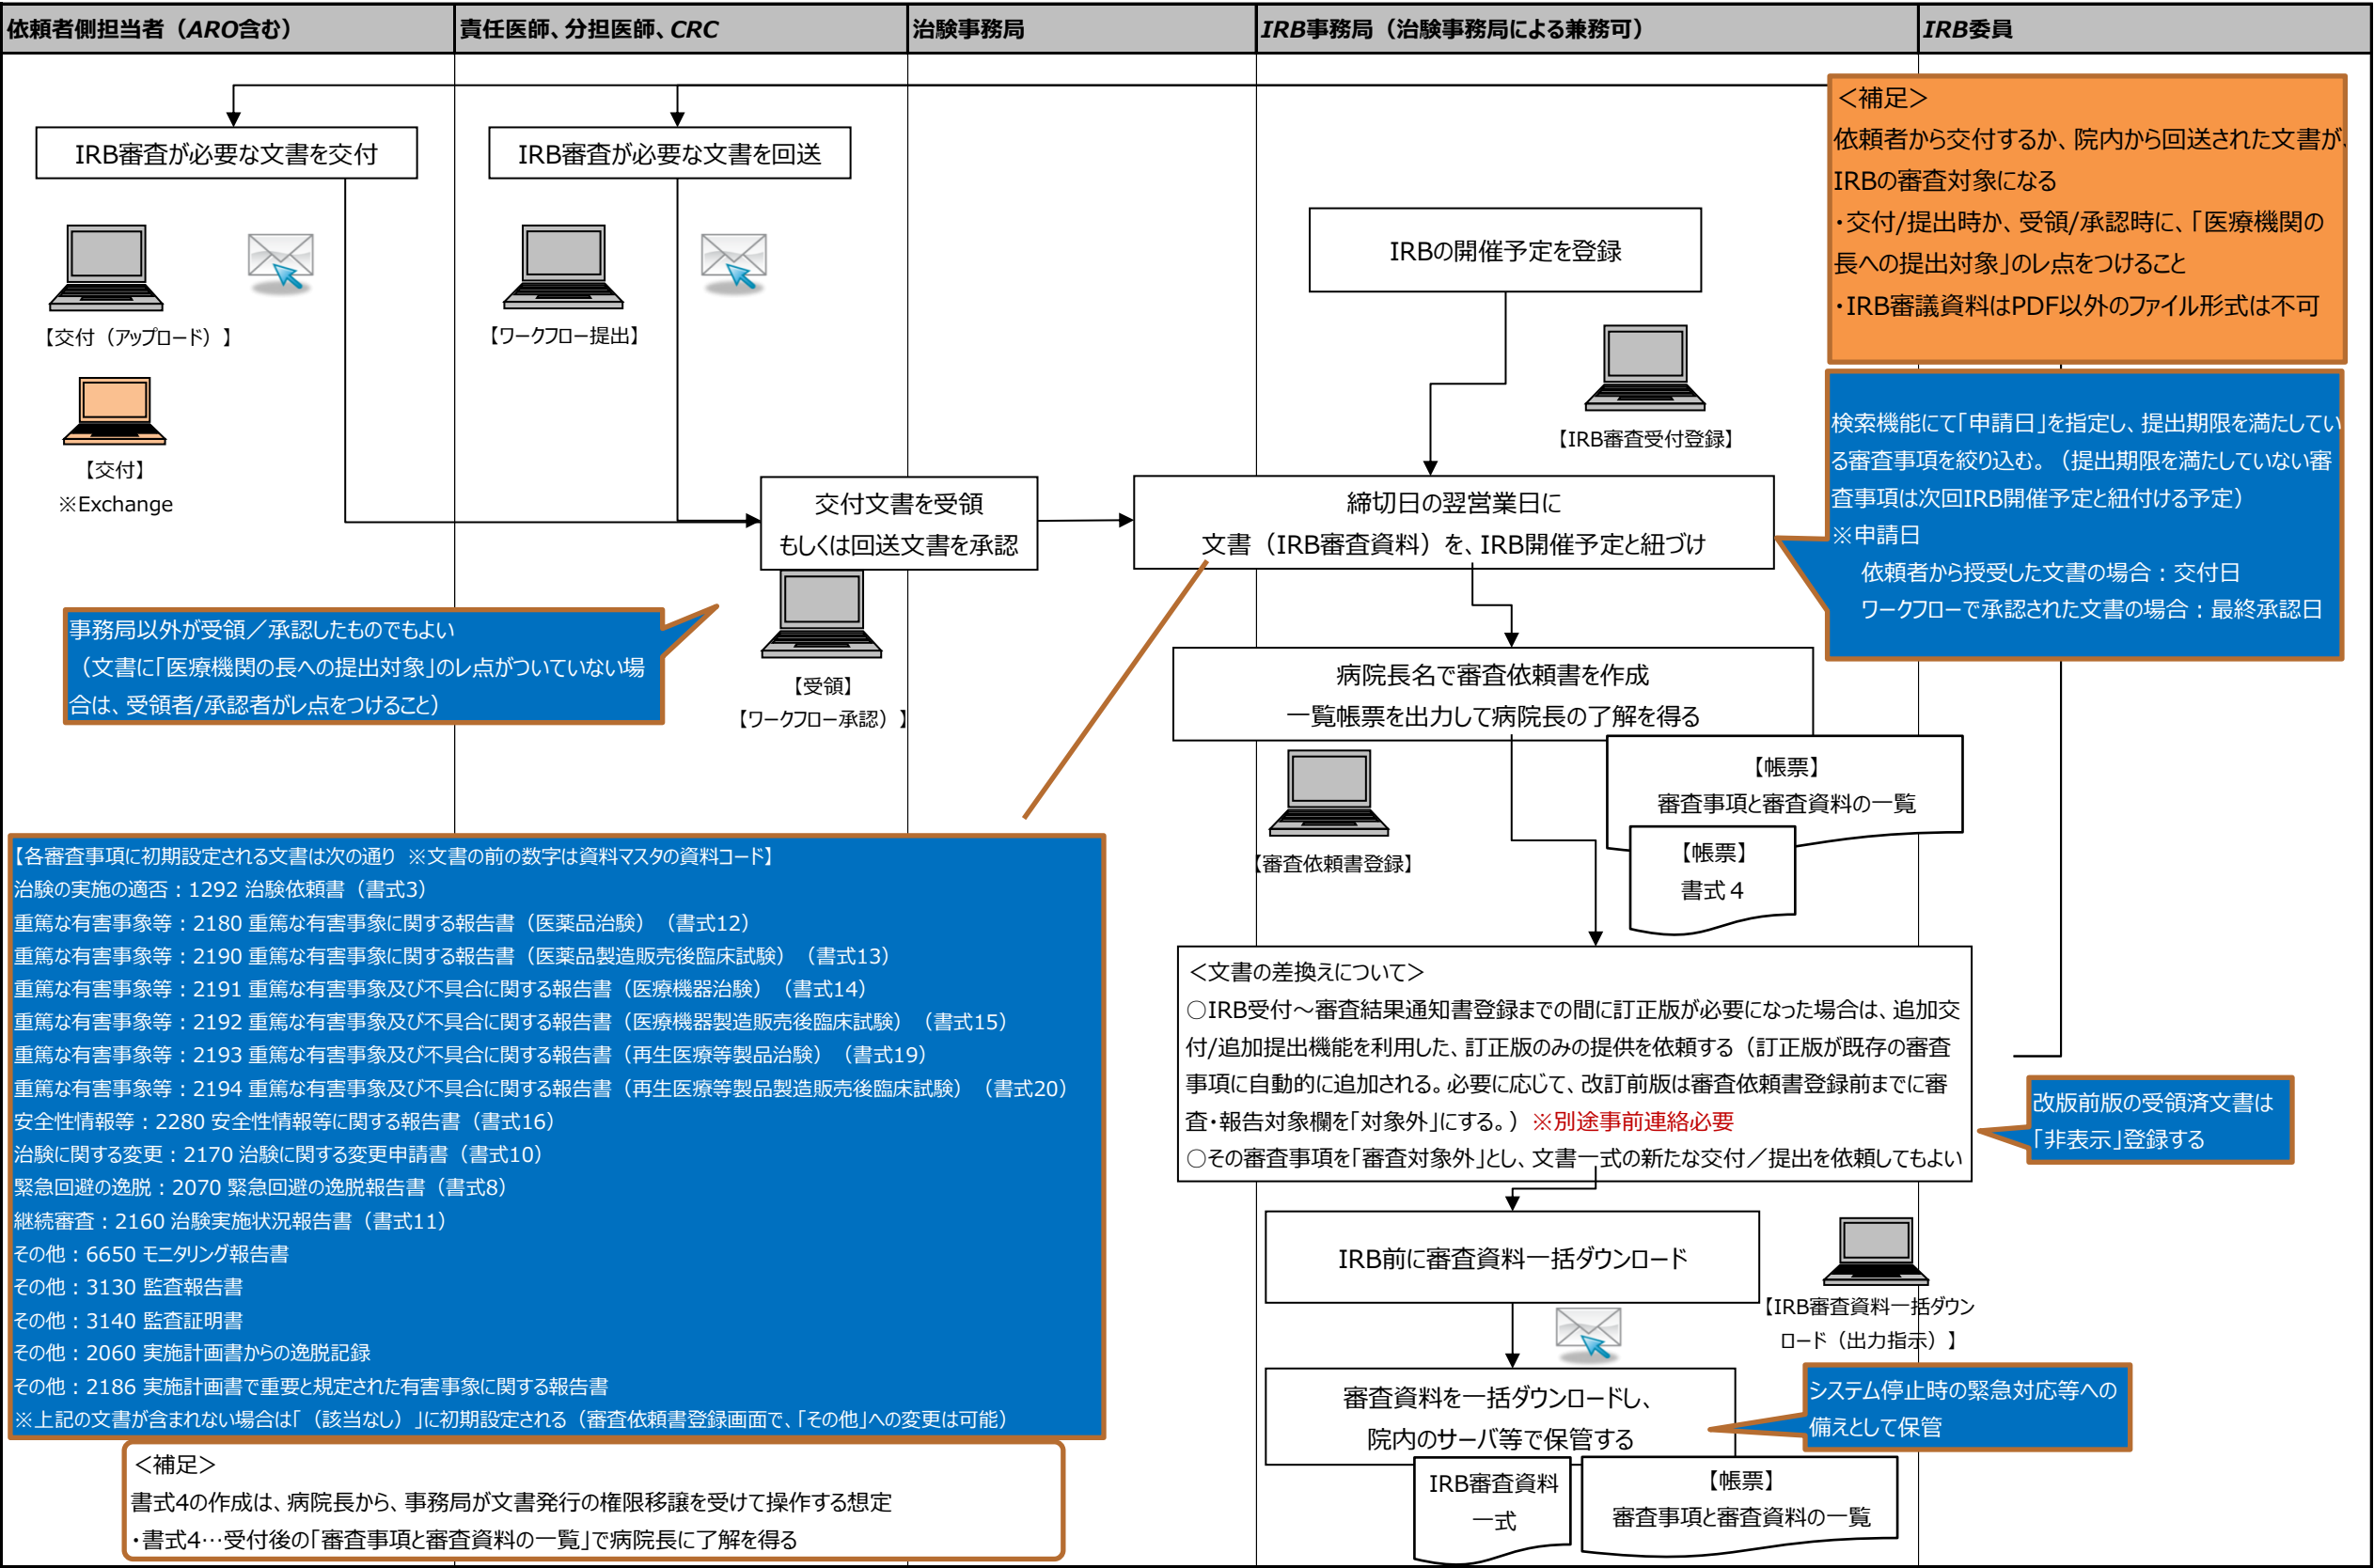 依頼者側担当者（ARO含む）
責任医師、分担医師、CRC
治験事務局
IRB事務局（治験事務局による兼務可）
IRB委員
IRB審査が必要な文書を交付
【交付（アップロード）】
【交付】
※Exchange
IRB審査が必要な文書を回送
【ワークフロー提出】
IRBの開催予定を登録
【IRB審査受付登録】
＜補足＞
依頼者から交付するか、院内から回送された文書が、
IRBの審査対象になる
・交付/提出時か、受領/承認時に、「医療機関の
長への提出対象」のレ点をつけること
・IRB審議資料はPDF以外のファイル形式は不可
検索機能にて「申請日」を指定し、提出期限を満たしてい
る審査事項を絞り込む。（提出期限を満たしていない審
査事項は次回IRB開催予定と紐付ける予定）
※申請日
依頼者から授受した文書の場合：交付日
ワークフローで承認された文書の場合：最終承認日
交付文書を受領
もしくは回送文書を承認
【受領】
【ワークフロー承認）】
締切日の翌営業日に
文書（IRB審査資料）を、IRB開催予定と紐づけ
事務局以外が受領／承認したものでもよい
（文書に「医療機関の長への提出対象」のレ点がついていない場
合は、受領者/承認者がレ点をつけること）
病院長名で審査依頼書を作成
一覧帳票を出力して病院長の了解を得る
【審査依頼書登録】
【帳票】
審査事項と審査資料の一覧
【帳票】
書式４
【各審査事項に初期設定される文書は次の通り ※文書の前の数字は資料マスタの資料コード】
治験の実施の適否：1292 治験依頼書（書式3）
重篤な有害事象等：2180 重篤な有害事象に関する報告書（医薬品治験）（書式12）
重篤な有害事象等：2190 重篤な有害事象に関する報告書（医薬品製造販売後臨床試験）（書式13）
重篤な有害事象等：2191 重篤な有害事象及び不具合に関する報告書（医療機器治験）（書式14）
重篤な有害事象等：2192 重篤な有害事象及び不具合に関する報告書（医療機器製造販売後臨床試験）（書式15）
重篤な有害事象等：2193 重篤な有害事象及び不具合に関する報告書（再生医療等製品治験）（書式19）
重篤な有害事象等：2194 重篤な有害事象及び不具合に関する報告書（再生医療等製品製造販売後臨床試験）（書式20）
安全性情報等：2280 安全性情報等に関する報告書（書式16）
治験に関する変更：2170 治験に関する変更申請書（書式10）
緊急回避の逸脱：2070 緊急回避の逸脱報告書（書式8）
継続審査：2160 治験実施状況報告書（書式11）
その他：6650 モニタリング報告書
その他：3130 監査報告書
その他：3140 監査証明書
その他：2060 実施計画書からの逸脱記録
その他：2186 実施計画書で重要と規定された有害事象に関する報告書
※上記の文書が含まれない場合は「（該当なし）」に初期設定される（審査依頼書登録画面で、「その他」への変更は可能）
＜補足＞
書式4の作成は、病院長から、事務局が文書発行の権限移譲を受けて操作する想定
・書式4…受付後の「審査事項と審査資料の一覧」で病院長に了解を得る
＜文書の差換えについて＞
○IRB受付～審査結果通知書登録までの間に訂正版が必要になった場合は、追加交
付/追加提出機能を利用した、訂正版のみの提供を依頼する（訂正版が既存の審査
事項に自動的に追加される。必要に応じて、改訂前版は審査依頼書登録前までに審
査・報告対象欄を「対象外」にする。）※別途事前連絡必要
○その審査事項を「審査対象外」とし、文書一式の新たな交付／提出を依頼してもよい
改版前版の受領済文書は
「非表示」登録する
IRB前に審査資料一括ダウンロード
【IRB審査資料一括ダウン
ロード（出力指示）】
審査資料を一括ダウンロードし、
院内のサーバ等で保管する
システム停止時の緊急対応等への
備えとして保管
IRB審査資料
一式
【帳票】
審査事項と審査資料の一覧